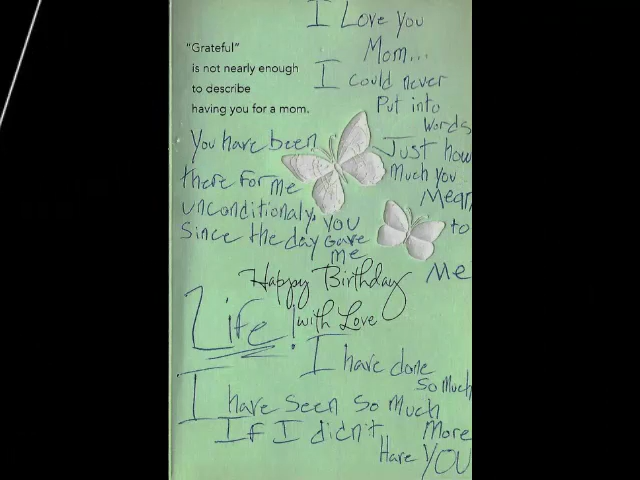 I Love you
Mom...
I could never
Put into
words
Just how
Much you
Mean
to
Me
"Grateful"
is not nearly enough
to describe
having you for a mom.
You have been
there for me
unconditionaly,
Since the day
You
Gave
me
Life!
Happy Birthday
with Love
I have done
so much
I have seen so much
More
If I didn't
Have YOU